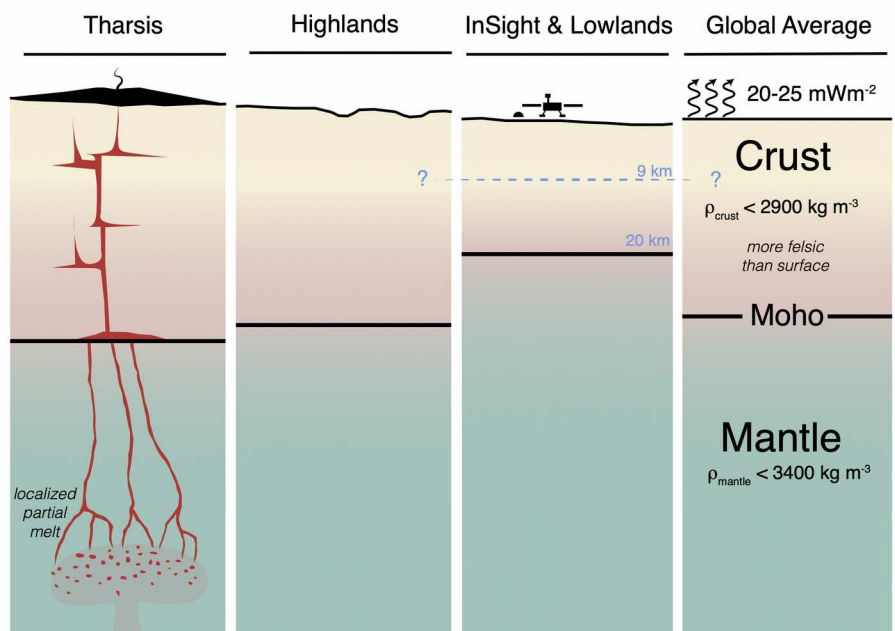 Tharsis
Highlands
InSight & Lowlands
Global Average
20-25 mWm⁻²
Crust
? 9 km ?
ρcrust < 2900 kg m⁻³
20 km
more felsic
than surface
Moho
Mantle
ρmantle < 3400 kg m⁻³
localized
partial
melt